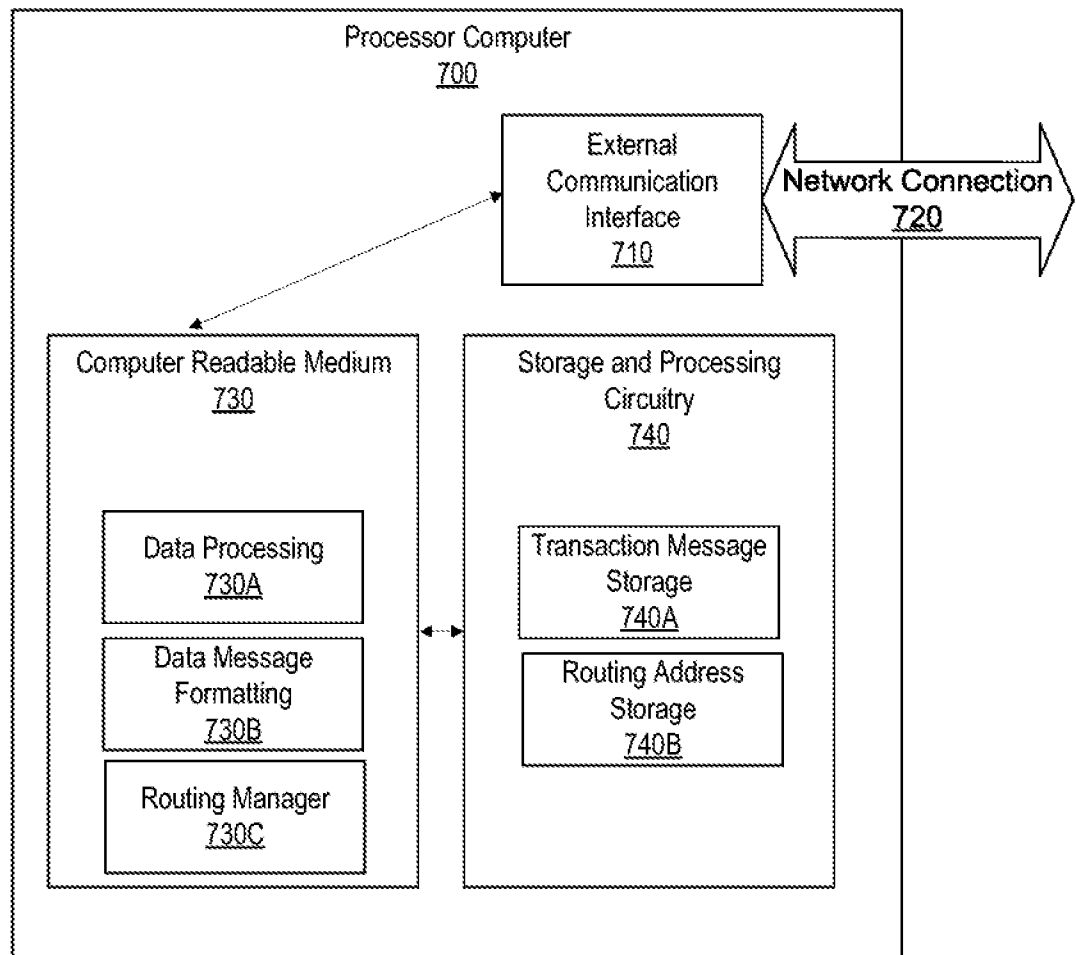 Processor Computer
700
External
Communication
Interface
710
Network Connection
720
Computer Readable Medium
730
Data Processing
730A
Data Message
Formatting
730B
Routing Manager
730C
Storage and Processing
Circuitry
740
Transaction Message
Storage
740A
Routing Address
Storage
740B